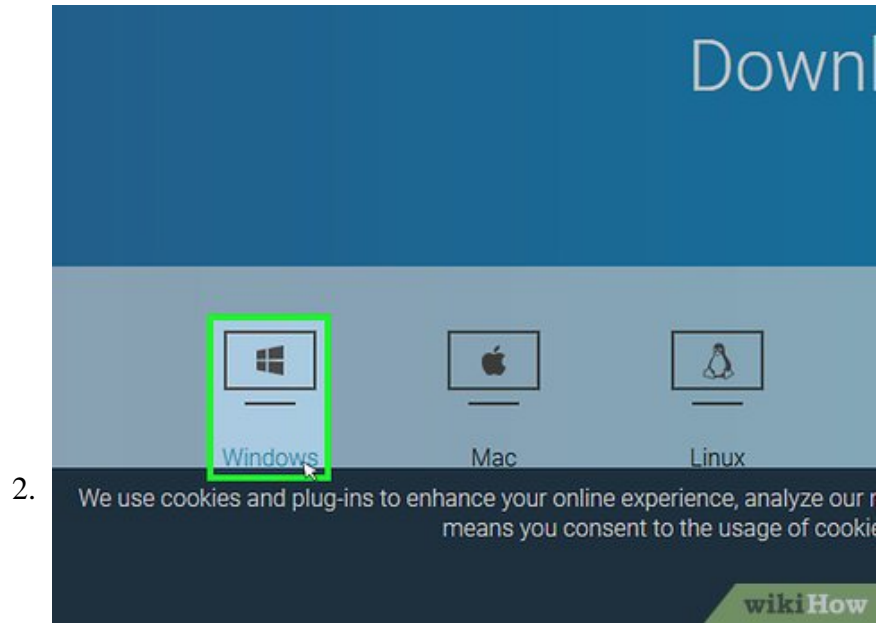 Downl
Windows
Mac
Linux
2.
We use cookies and plug-ins to enhance your online experience, analyze our
means you consent to the usage of cookie
wikiHow